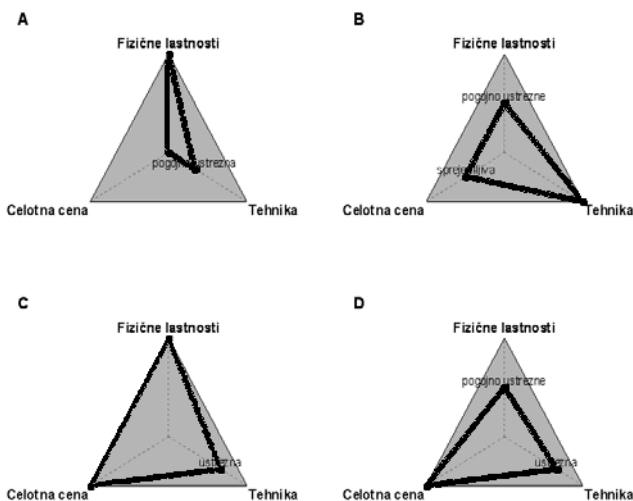 A
B
Fizične lastnosti
Fizične lastnosti
pogojno ustrezna
pogojno ustrezne
sprejemljiva
Celotna cena
Tehnika
Celotna cena
Tehnika
C
D
Fizične lastnosti
Fizične lastnosti
pogojno ustrezne
ustrezna
ustrezna
Celotna cena
Tehnika
Celotna cena
Tehnika